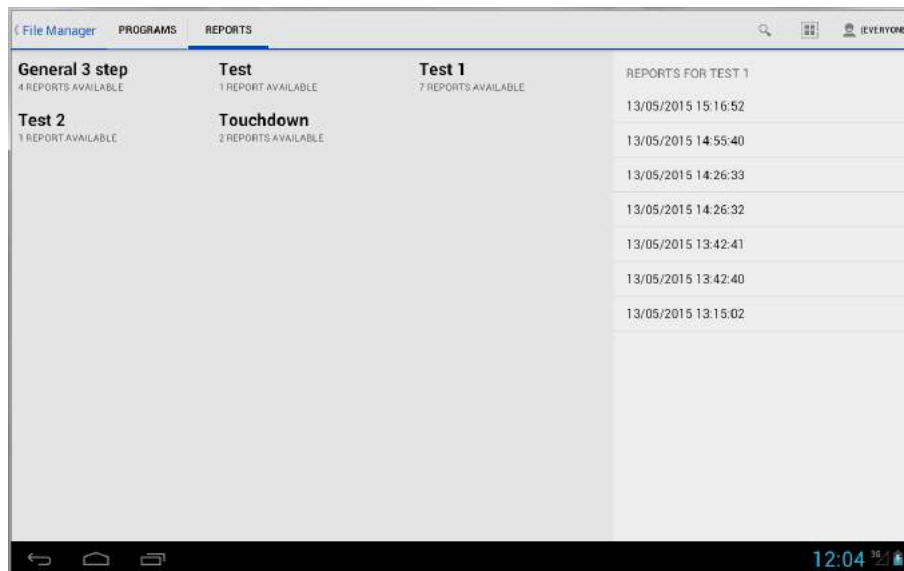 File Manager PROGRAMS REPORTS (EVERYONE
General 3 step Test Test 1
4 REPORTS AVAILABLE 1 REPORT AVAILABLE 7 REPORTS AVAILABLE
Test 2 Touchdown
1 REPORT AVAILABLE 2 REPORTS AVAILABLE
REPORTS FOR TEST 1
13/05/2015 15:16:52
13/05/2015 14:55:40
13/05/2015 14:26:33
13/05/2015 14:26:32
13/05/2015 13:42:41
13/05/2015 13:42:40
13/05/2015 13:15:02
12:04 3G